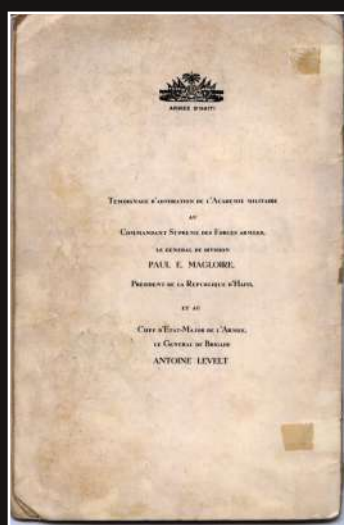 ARMEE D'HAITI
TEMOIGNAGE D'ADMIRATION DE L'ACADEMIE MILITAIRE
AU
COMMANDANT SUPREME DES FORCES ARMEES,
LE GENERAL DE DIVISION
PAUL E. MAGLOIRE,
PRESIDENT DE LA REPUBLIQUE D'HAITI,
ET AU
CHEF D'ETAT-MAJOR DE L'ARMEE,
LE GENERAL DE BRIGADE
ANTOINE LEVELT